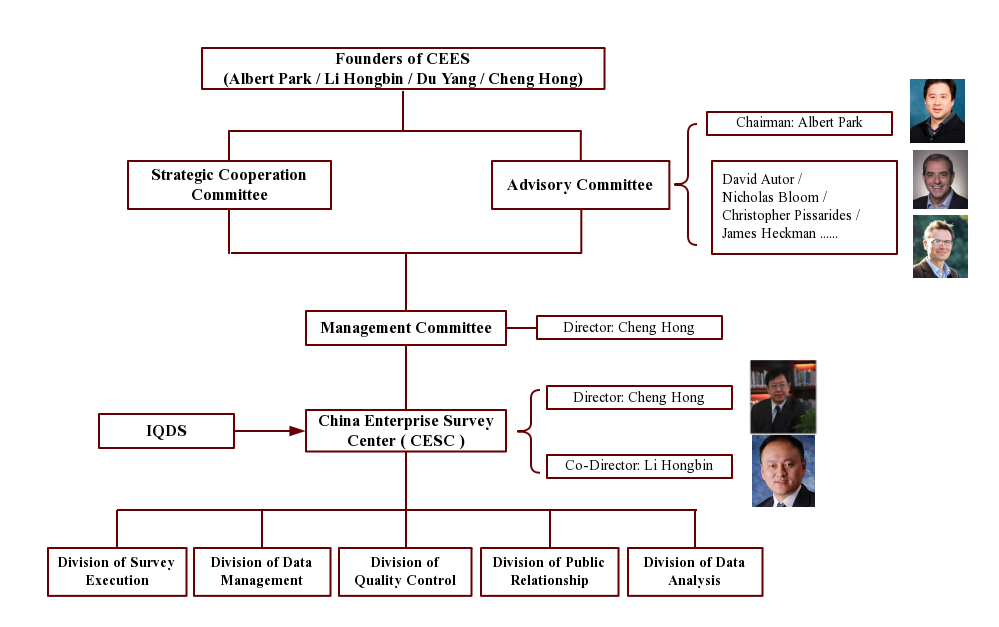 Founders of CEES
(Albert Park / Li Hongbin / Du Yang / Cheng Hong)
Chairman: Albert Park
Strategic Cooperation
Committee
Advisory Committee
David Autor /
Nicholas Bloom /
Christopher Pissarides /
James Heckman ......
Management Committee
Director: Cheng Hong
Director: Cheng Hong
IQDS
China Enterprise Survey
Center ( CESC )
Co-Director: Li Hongbin
Division of Survey
Execution
Division of Data
Management
Division of
Quality Control
Division of Public
Relationship
Division of Data
Analysis